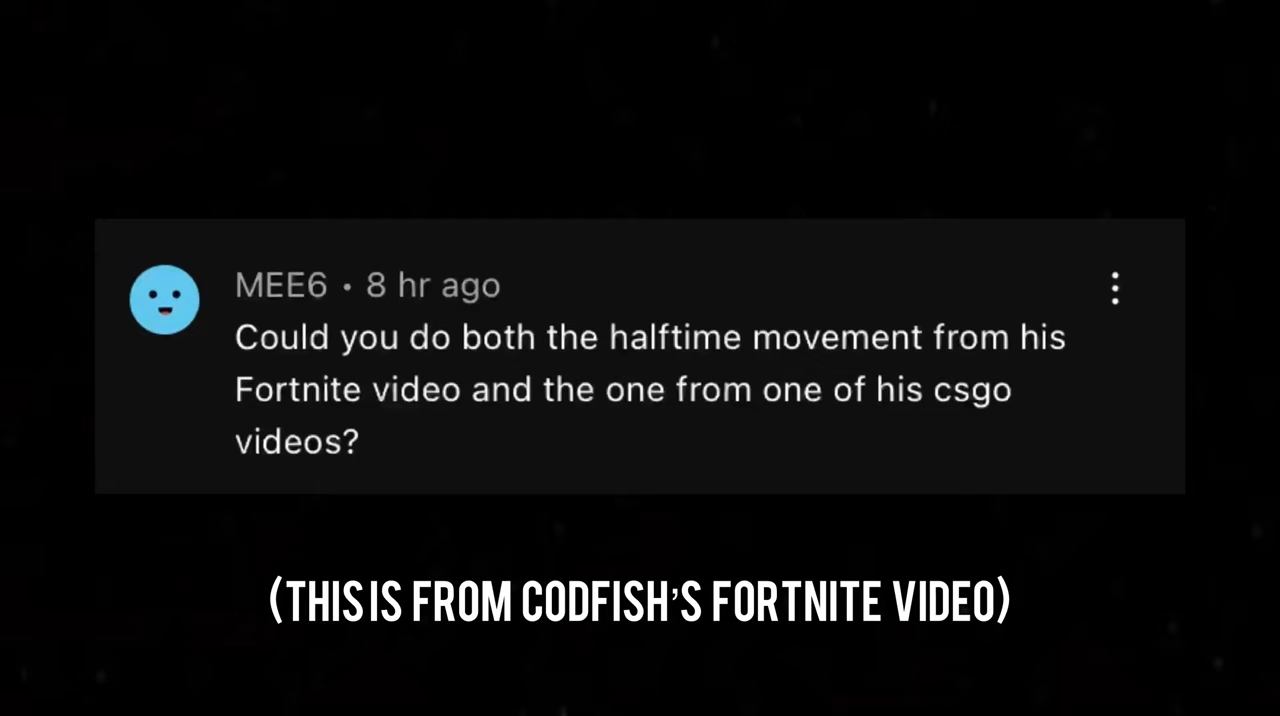 MEE6 • 8 hr ago
Could you do both the halftime movement from his
Fortnite video and the one from one of his csgo
videos?
(THIS IS FROM CODFISH'S FORTNITE VIDEO)